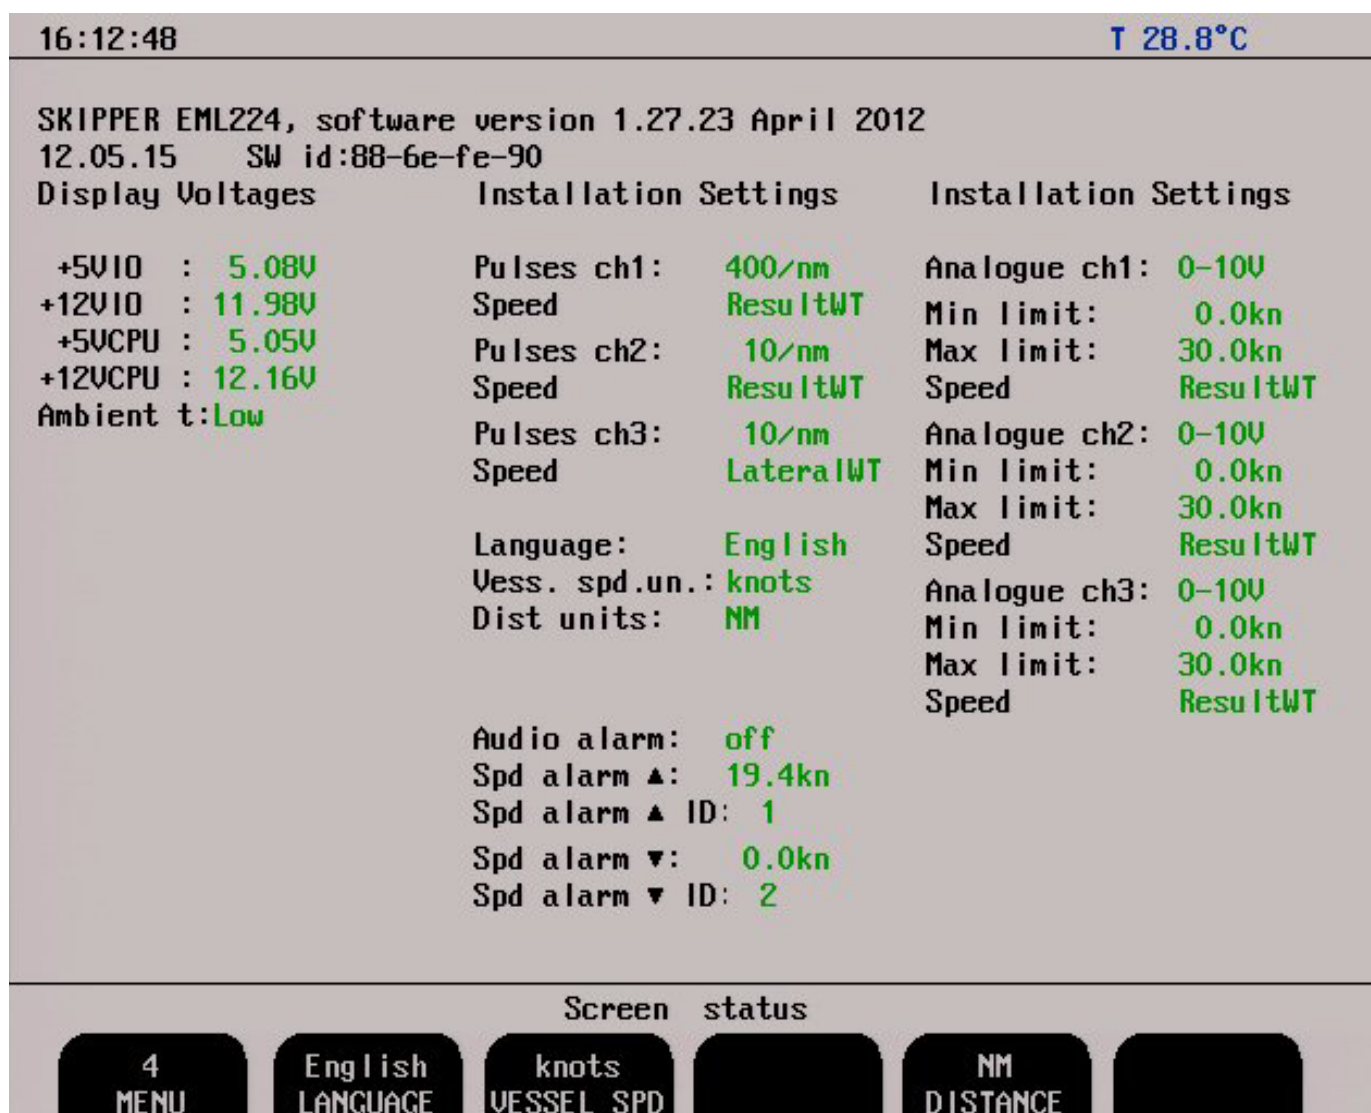 16:12:48 T 28.8°C
SKIPPER EML224, software version 1.27.23 April 2012
12.05.15 SW id:88-6e-fe-90
Display Voltages Installation Settings Installation Settings
+5VIO : 5.08V Pulses ch1: 400/nm Analogue ch1: 0-10V
+12VIO : 11.98V Speed ResultWT Min limit: 0.0kn
+5VCPU : 5.05V Pulses ch2: 10/nm Max limit: 30.0kn
+12VCPU : 12.16V Speed ResultWT Speed ResultWT
Ambient t:Low Pulses ch3: 10/nm Analogue ch2: 0-10V
Speed LateralWT Min limit: 0.0kn
Max limit: 30.0kn
Language: English Speed ResultWT
Vess. spd.un.: knots Analogue ch3: 0-10V
Dist units: NM Min limit: 0.0kn
Max limit: 30.0kn
Speed ResultWT
Audio alarm: off
Spd alarm ▲: 19.4kn
Spd alarm ▲ ID: 1
Spd alarm ▼: 0.0kn
Spd alarm ▼ ID: 2
Screen status
4 English knots NM
MENU LANGUAGE VESSEL SPD DISTANCE